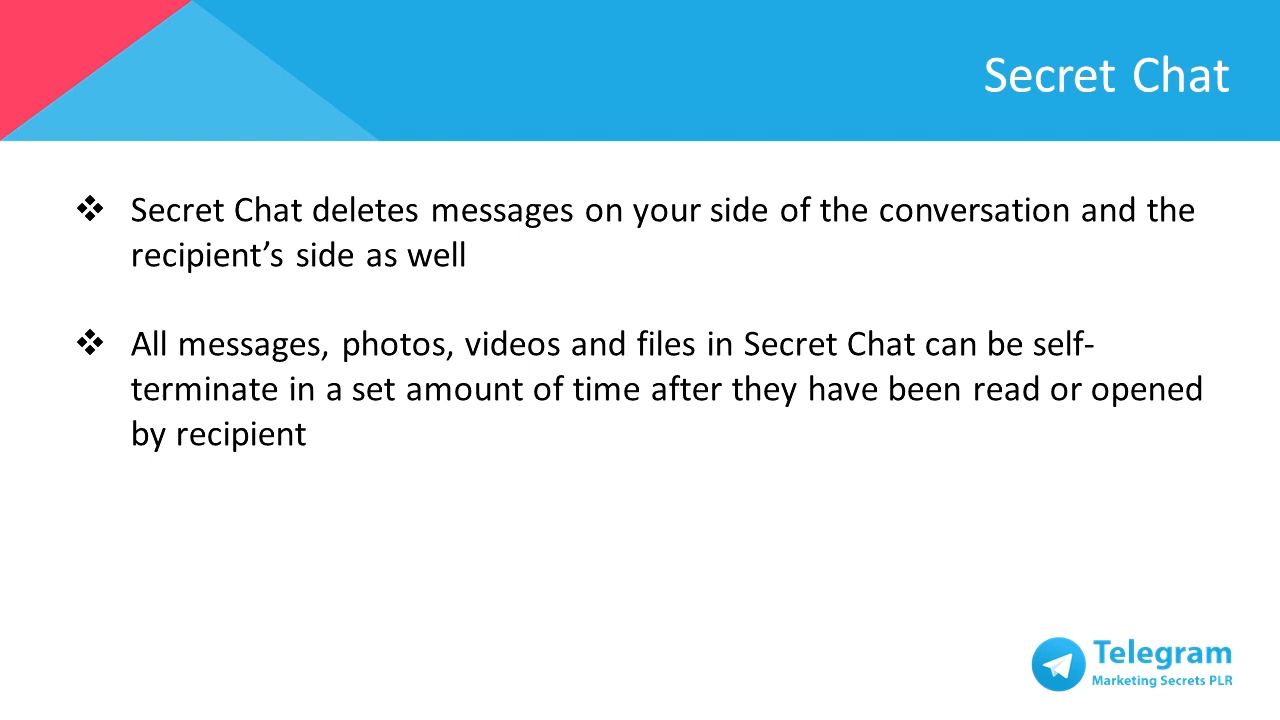 Secret Chat
❖ Secret Chat deletes messages on your side of the conversation and the
recipient’s side as well
❖ All messages, photos, videos and files in Secret Chat can be self-
terminate in a set amount of time after they have been read or opened
by recipient
Telegram
Marketing Secrets PLR